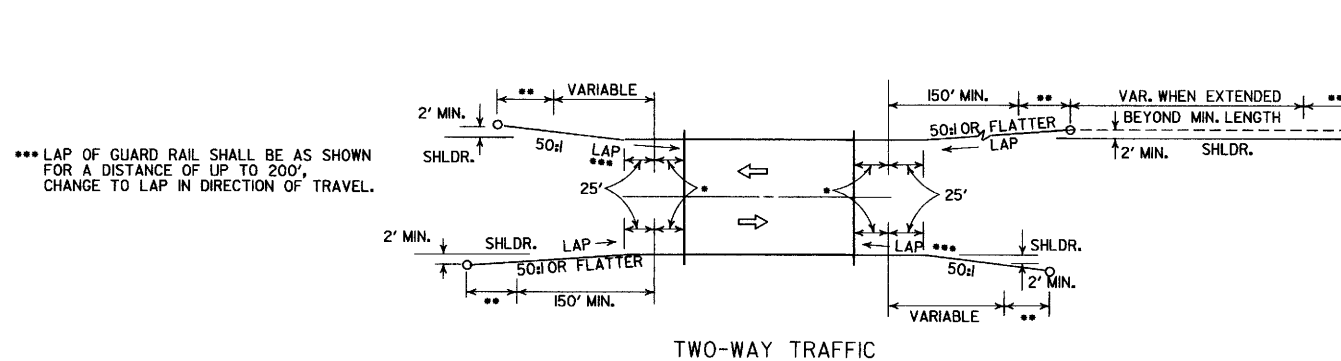 ** VARIABLE
150' MIN. ** VAR. WHEN EXTENDED **
2' MIN.
50:1 OR FLATTER
BEYOND MIN. LENGTH
50:1
SHLDR.
LAP
***
LAP
2' MIN.
SHLDR.
*** LAP OF GUARD RAIL SHALL BE AS SHOWN
FOR A DISTANCE OF UP TO 200',
CHANGE TO LAP IN DIRECTION OF TRAVEL.
25'
*
*
25'
2' MIN.
SHLDR.
LAP
50:1 OR FLATTER
LAP ***
SHLDR.
50:1
2' MIN.
** 150' MIN.
VARIABLE **
TWO-WAY TRAFFIC